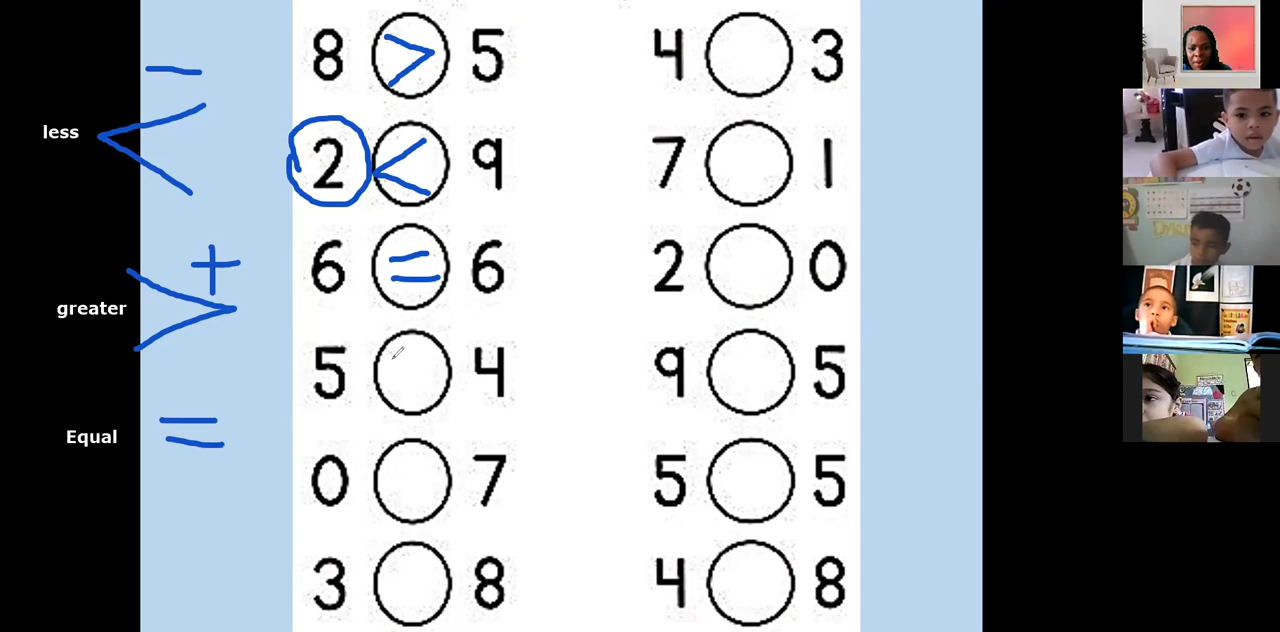 less
greater
Equal
−
<
+
>
=
8 > 5
2 < 9
6 = 6
5 4
0 7
3 8
4 3
7 1
2 0
9 5
5 5
4 8